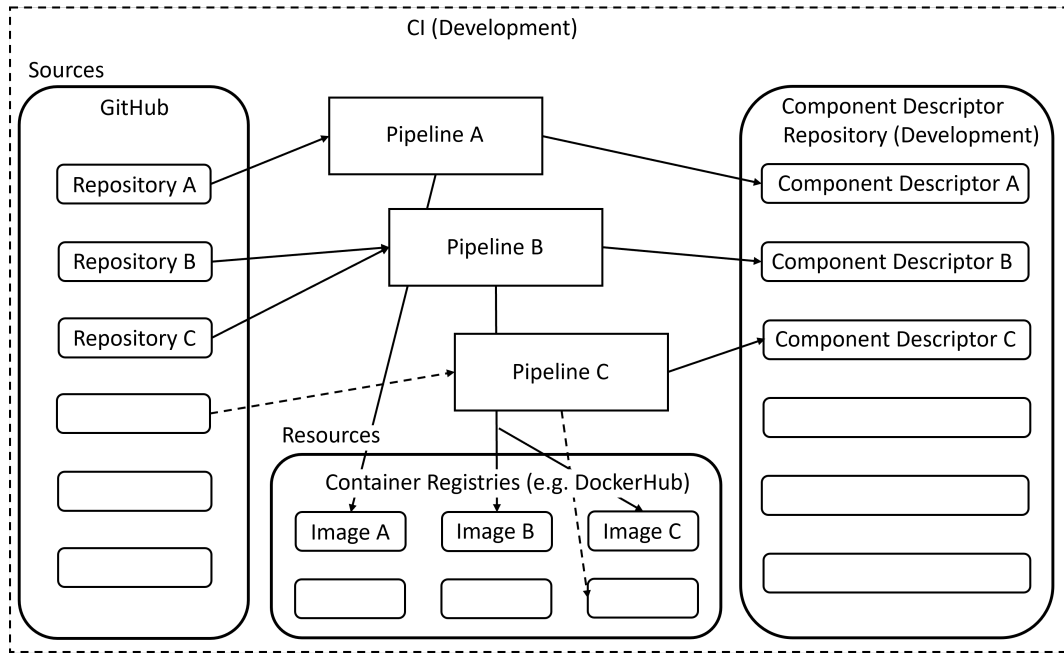 CI (Development)
Sources
GitHub
Component Descriptor
Repository (Development)
Pipeline A
Repository A
Component Descriptor A
Pipeline B
Repository B
Component Descriptor B
Repository C
Component Descriptor C
Pipeline C
Resources
Container Registries (e.g. DockerHub)
Image A
Image B
Image C